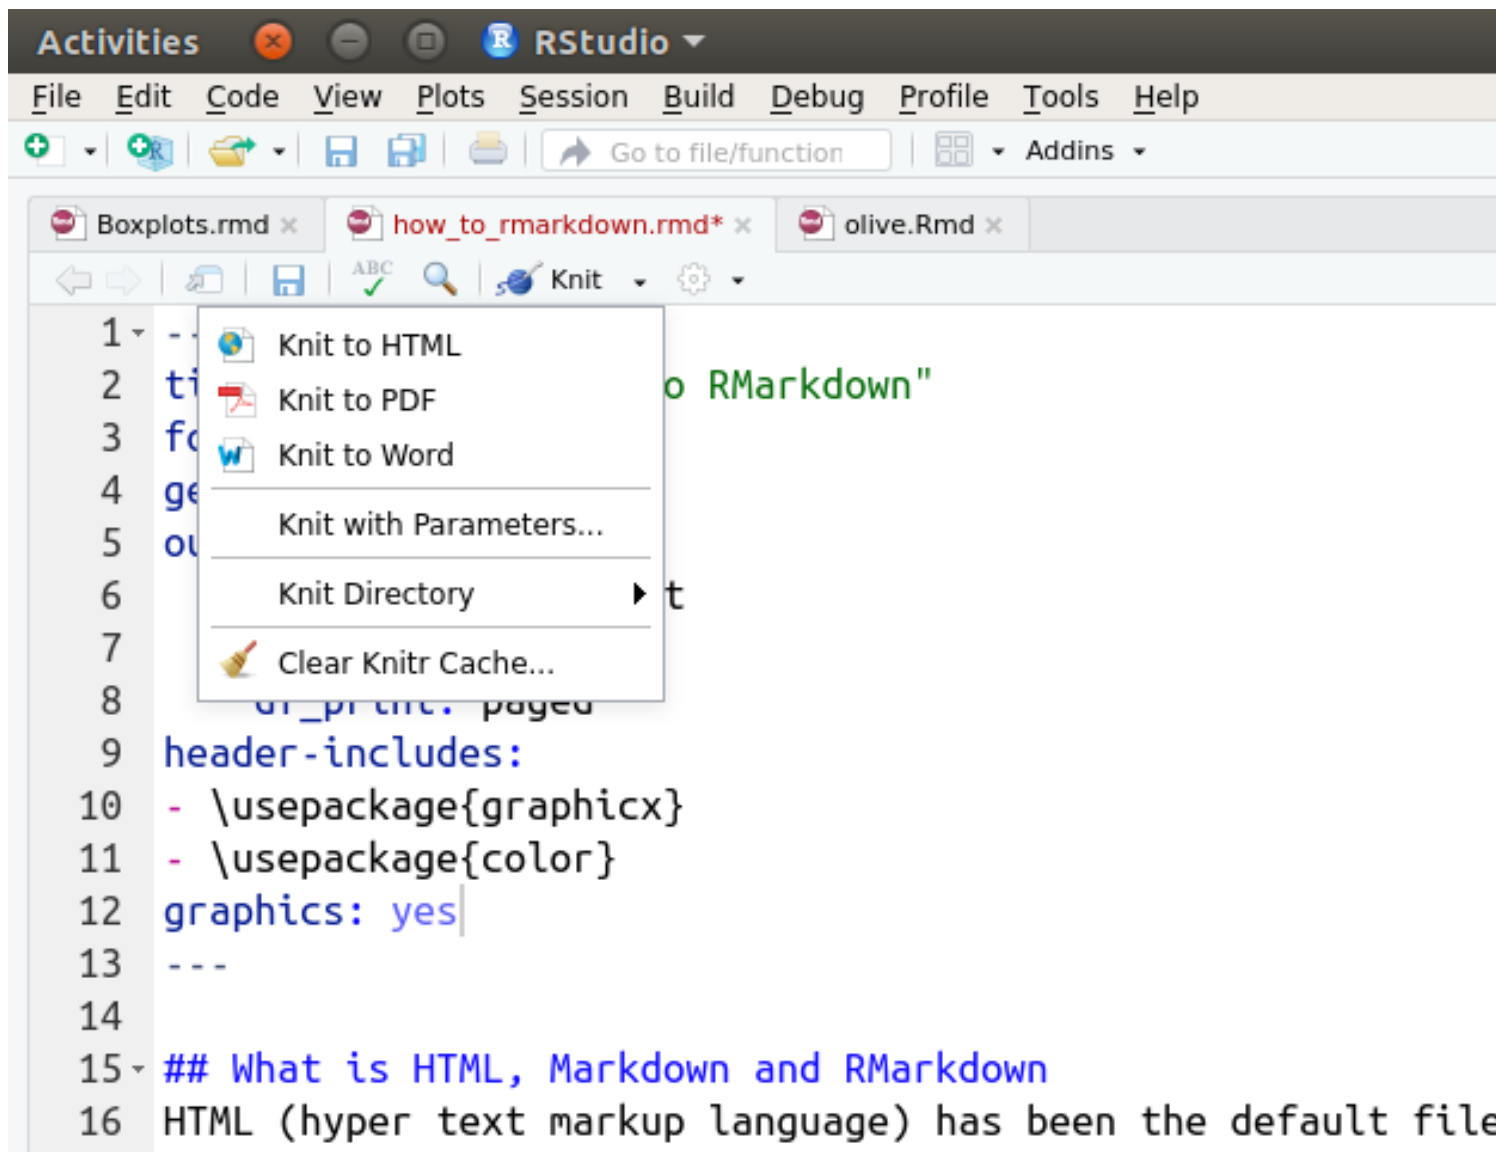 Activities RStudio
File Edit Code View Plots Session Build Debug Profile Tools Help
Go to file/function Addins
Boxplots.rmd how_to_rmarkdown.rmd* olive.Rmd
ABC Knit
Knit to HTML
Knit to PDF
Knit to Word
Knit with Parameters...
Knit Directory
Clear Knitr Cache...
1 --
2 ti o RMarkdown"
3 fo
4 ge
5 ou
6 t
7
8 df_print: paged
9 header-includes:
10 - \usepackage{graphicx}
11 - \usepackage{color}
12 graphics: yes
13 ---
14
15 ## What is HTML, Markdown and RMarkdown
16 HTML (hyper text markup language) has been the default file